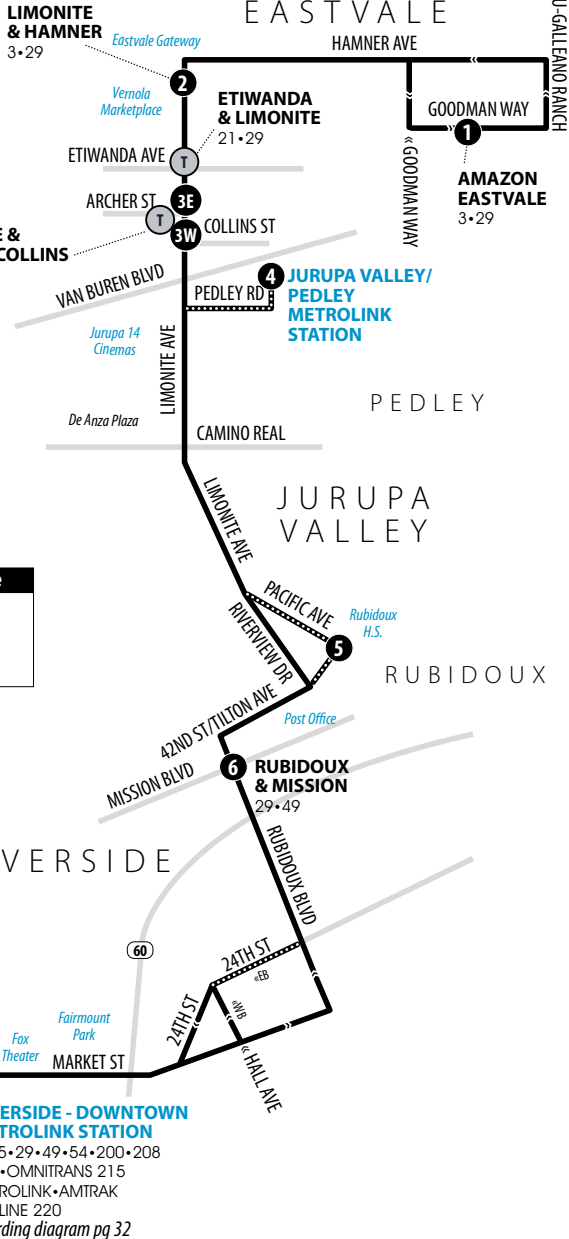 EASTVALE
LIMONITE
& HAMNER
3•29
Eastvale Gateway
HAMNER AVE
U-GALLEANO RANCH
2
Vernola
Marketplace
ETIWANDA
& LIMONITE
21•29
GOODMAN WAY
1
«GOODMAN WAY
AMAZON
EASTVALE
3•29
ETIWANDA AVE
T
ARCHER ST
3E
T
3W
COLLINS ST
E &
COLLINS
VAN BUREN BLVD
4
PEDLEY RD
JURUPA VALLEY/
PEDLEY
METROLINK
STATION
Jurupa 14
Cinemas
LIMONITE AVE
PEDLEY
De Anza Plaza
CAMINO REAL
LIMONITE AVE
JURUPA
VALLEY
e
PACIFIC AVE
Rubidoux
H.S.
RIVERVIEW DR
5
RUBIDOUX
42ND ST/TILTON AVE
Post Office
MISSION BLVD
6
RUBIDOUX
& MISSION
29•49
RUBIDOUX BLVD
VERSIDE
60
24TH ST
«EB
24TH ST
«WB
Fairmount
Park
Fox
Theater
MARKET ST
« HALL AVE
ERSIDE - DOWNTOWN
TROLINK STATION
5•29•49•54•200•208
•OMNITRANS 215
ROLINK•AMTRAK
LINE 220
rding diagram pg 32